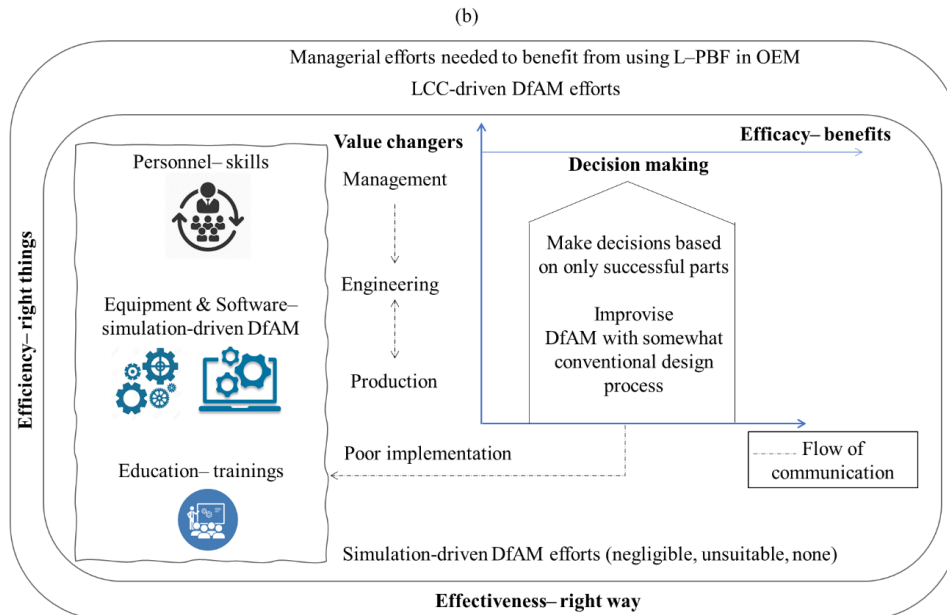 (b)
Managerial efforts needed to benefit from using L–PBF in OEM
LCC-driven DfAM efforts
Efficiency– right things
Personnel– skills
Equipment & Software–
simulation-driven DfAM
Education– trainings
Value changers
Management
Engineering
Production
Poor implementation
Efficacy– benefits
Decision making
Make decisions based
on only successful parts
Improvise
DfAM with somewhat
conventional design
process
Flow of
communication
Simulation-driven DfAM efforts (negligible, unsuitable, none)
Effectiveness– right way